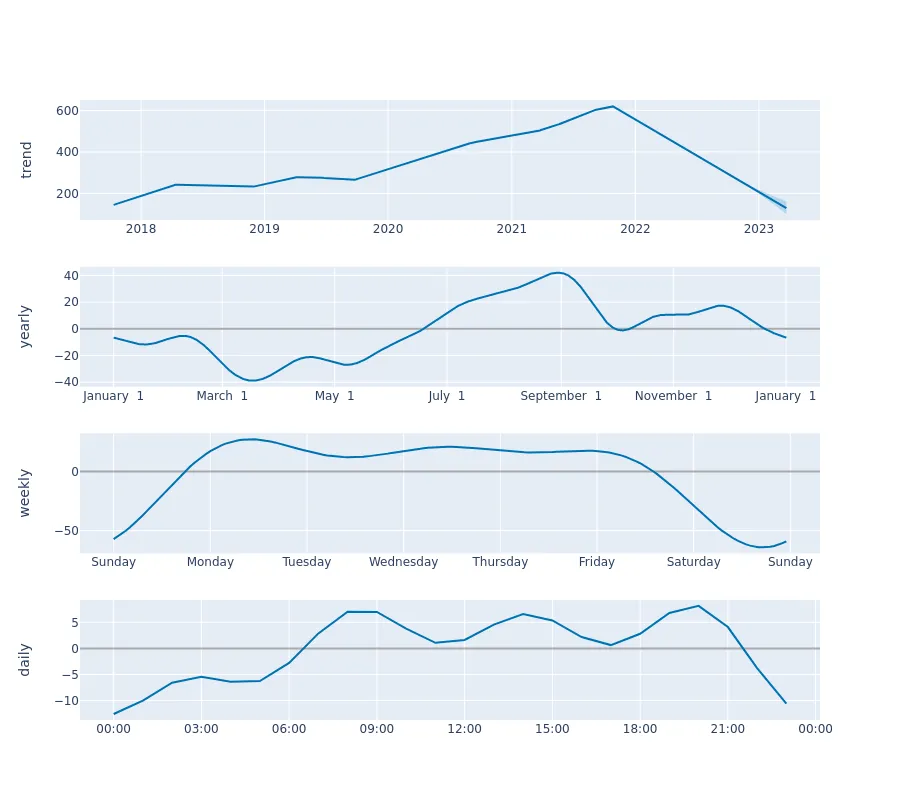 trend
600
400
200
2018 2019 2020 2021 2022 2023
yearly
40
20
0
−20
−40
January 1 March 1 May 1 July 1 September 1 November 1 January 1
weekly
0
−50
Sunday Monday Tuesday Wednesday Thursday Friday Saturday Sunday
daily
5
0
−5
−10
00:00 03:00 06:00 09:00 12:00 15:00 18:00 21:00 00:00